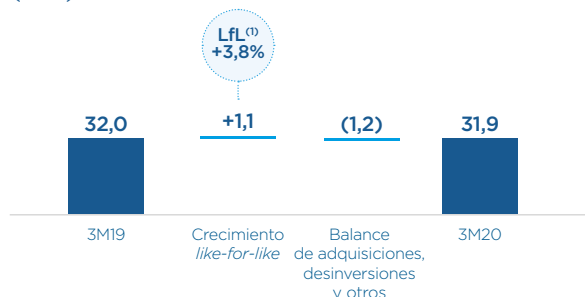 LfL(1)
+3,8%
32,0
+1,1
(1,2)
31,9
3M19
Crecimiento
like-for-like
Balance
de adquisiciones,
desinversiones
y otros
3M20